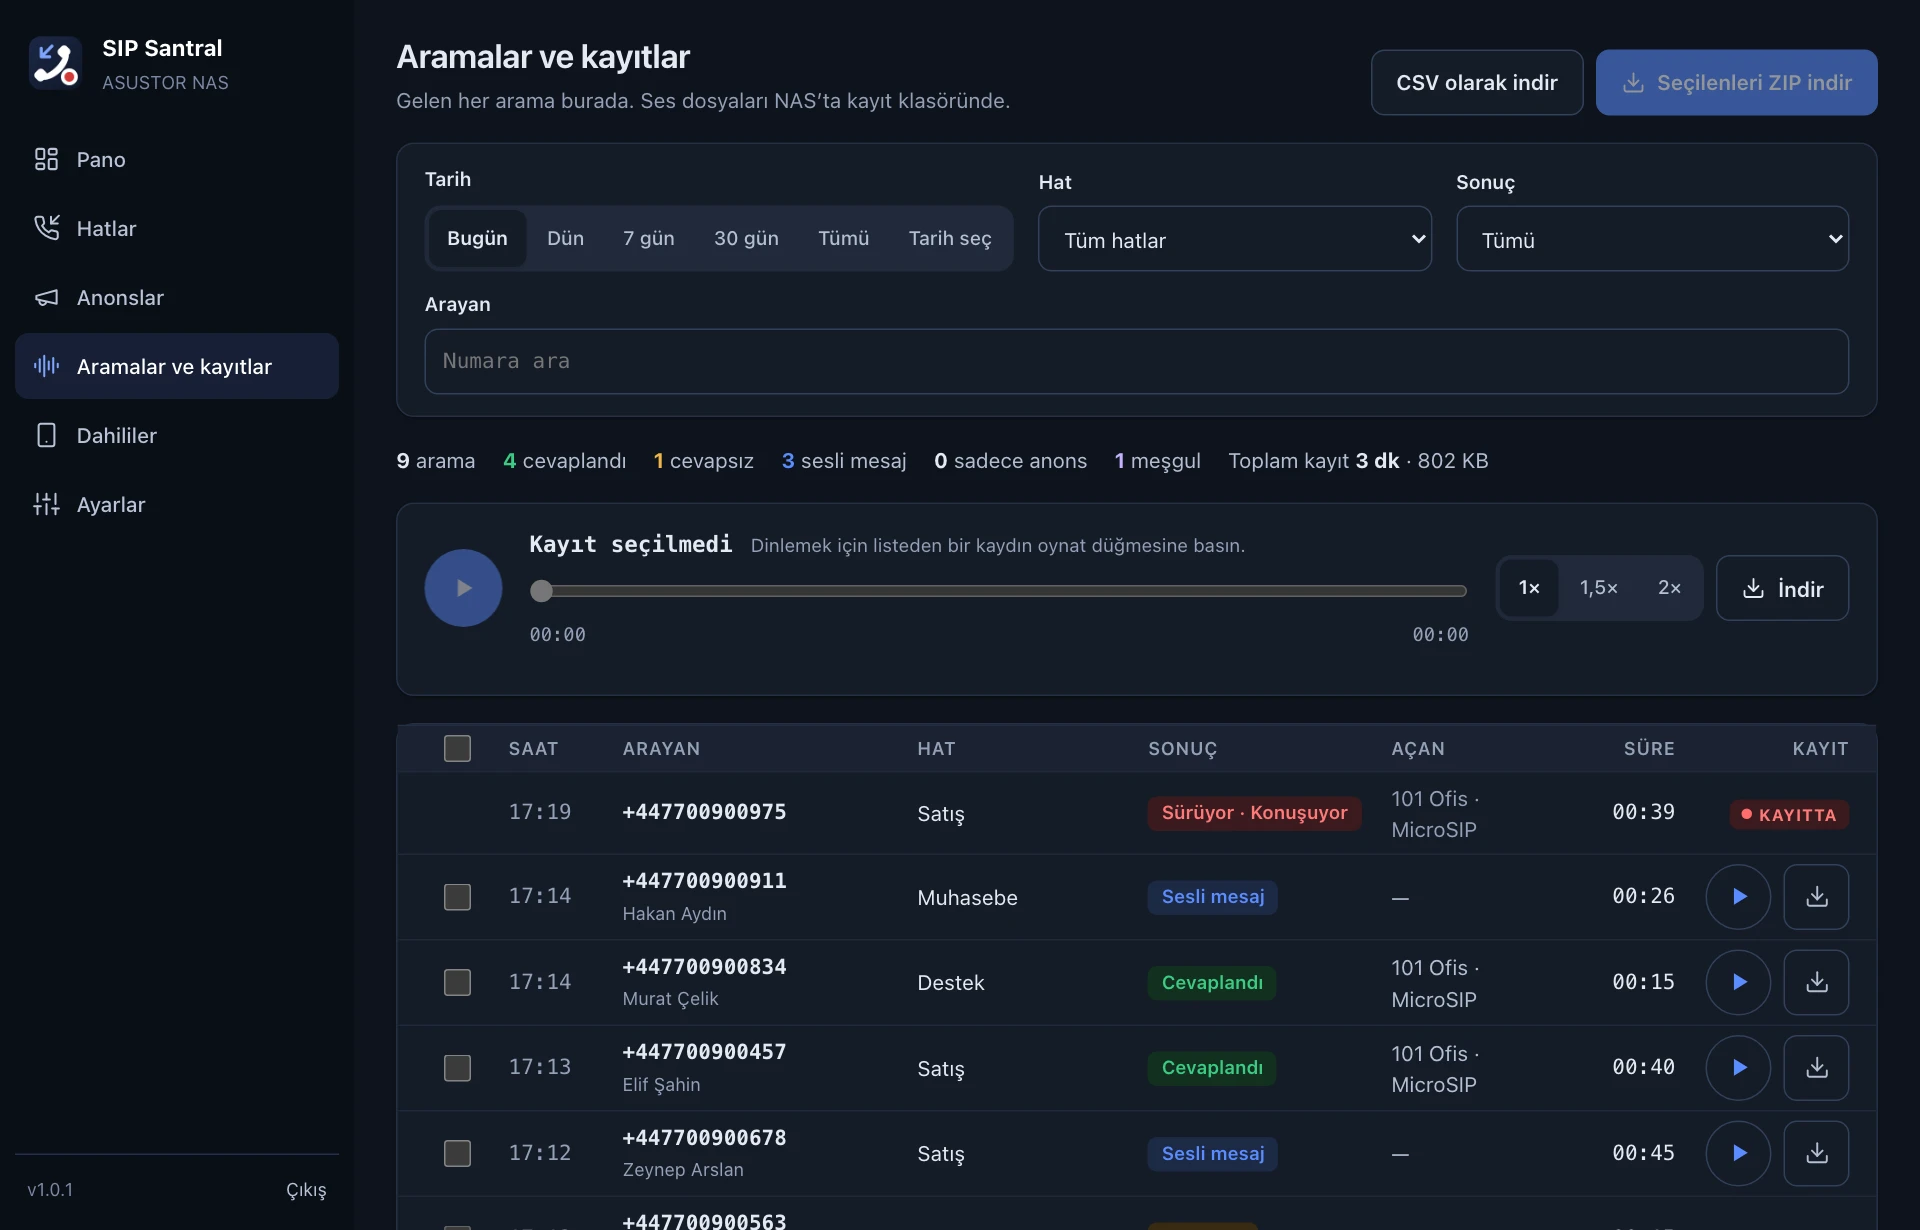 SIP Santral
ASUSTOR NAS
Pano
Hatlar
Anonslar
Aramalar ve kayıtlar
Dahililer
Ayarlar
v1.0.1
Çıkış
Aramalar ve kayıtlar
Gelen her arama burada. Ses dosyaları NAS’ta kayıt klasöründe.
CSV olarak indir
Seçilenleri ZIP indir
Tarih
Bugün Dün 7 gün 30 gün Tümü Tarih seç
Hat
Tüm hatlar
Sonuç
Tümü
Arayan
Numara ara
9 arama 4 cevaplandı 1 cevapsız 3 sesli mesaj 0 sadece anons 1 meşgul Toplam kayıt 3 dk · 802 KB
Kayıt seçilmedi Dinlemek için listeden bir kaydın oynat düğmesine basın.
00:00 00:00
1× 1,5× 2×
İndir
SAAT ARAYAN HAT SONUÇ AÇAN SÜRE KAYIT
17:19 +447700900975 Satış Sürüyor · Konuşuyor 101 Ofis · MicroSIP 00:39 KAYITTA
17:14 +447700900911 Muhasebe Sesli mesaj — 00:26
Hakan Aydın
17:14 +447700900834 Destek Cevaplandı 101 Ofis · MicroSIP 00:15
Murat Çelik
17:13 +447700900457 Satış Cevaplandı 101 Ofis · MicroSIP 00:40
Elif Şahin
17:12 +447700900678 Satış Sesli mesaj — 00:45
Zeynep Arslan
+447700900563